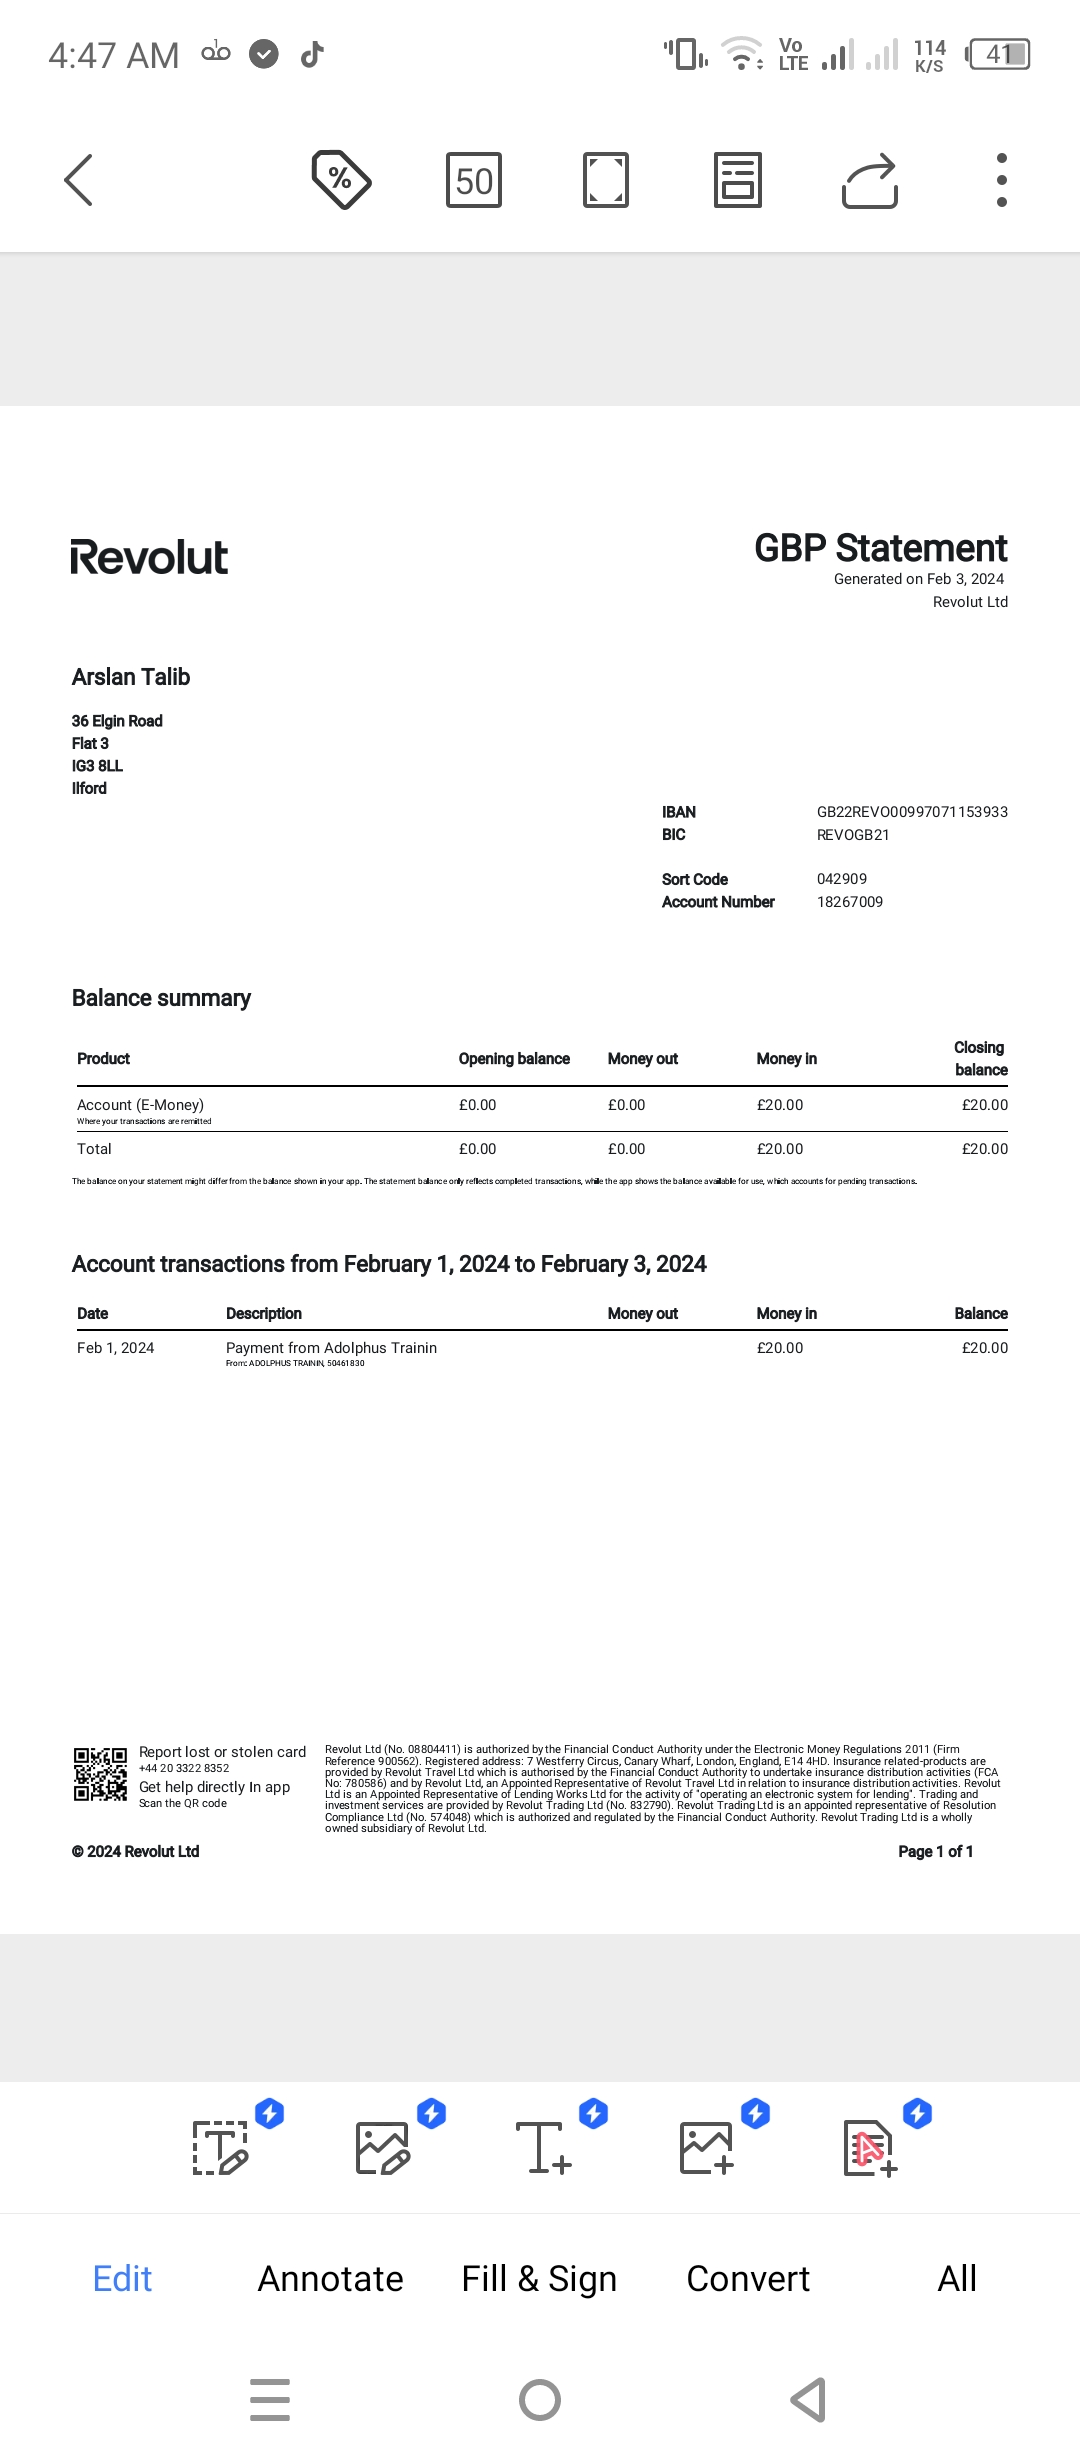 4:47 AM
Vo LTE
114 K/S
41
50
Revolut
GBP Statement
Generated on Feb 3, 2024
Revolut Ltd
Arslan Talib
36 Elgin Road
Flat 3
IG3 8LL
Ilford
IBAN GB22REVO00997071153933
BIC REVOGB21
Sort Code 042909
Account Number 18267009
Balance summary
Product Opening balance Money out Money in Closing balance
Account (E-Money) £0.00 £0.00 £20.00 £20.00
Where your transactions are remitted
Total £0.00 £0.00 £20.00 £20.00
The balance on your statement might differ from the balance shown in your app. The statement balance only reflects completed transactions, while the app shows the balance available for use, which accounts for pending transactions.
Account transactions from February 1, 2024 to February 3, 2024
Date Description Money out Money in Balance
Feb 1, 2024 Payment from Adolphus Trainin £20.00 £20.00
From: ADOLPHUS TRAININ, 50461830
Report lost or stolen card
+44 20 3322 8352
Get help directly In app
Scan the QR code
Revolut Ltd (No. 08804411) is authorized by the Financial Conduct Authority under the Electronic Money Regulations 2011 (Firm
Reference 900562). Registered address: 7 Westferry Circus, Canary Wharf, London, England, E14 4HD. Insurance related-products are
provided by Revolut Travel Ltd which is authorised by the Financial Conduct Authority to undertake insurance distribution activities (FCA
No: 780586) and by Revolut Ltd, an Appointed Representative of Revolut Travel Ltd in relation to insurance distribution activities. Revolut
Ltd is an Appointed Representative of Lending Works Ltd for the activity of "operating an electronic system for lending". Trading and
investment services are provided by Revolut Trading Ltd (No. 832790). Revolut Trading Ltd is an appointed representative of Resolution
Compliance Ltd (No. 574048) which is authorized and regulated by the Financial Conduct Authority. Revolut Trading Ltd is a wholly
owned subsidiary of Revolut Ltd.
© 2024 Revolut Ltd
Page 1 of 1
Edit Annotate Fill & Sign Convert All